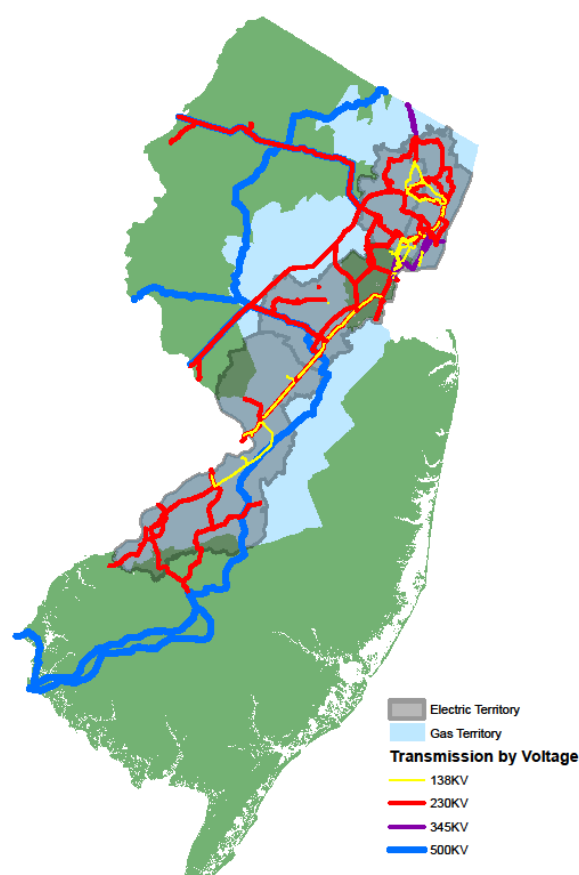 Electric Territory
Gas Territory
Transmission by Voltage
138KV
230KV
345KV
500KV